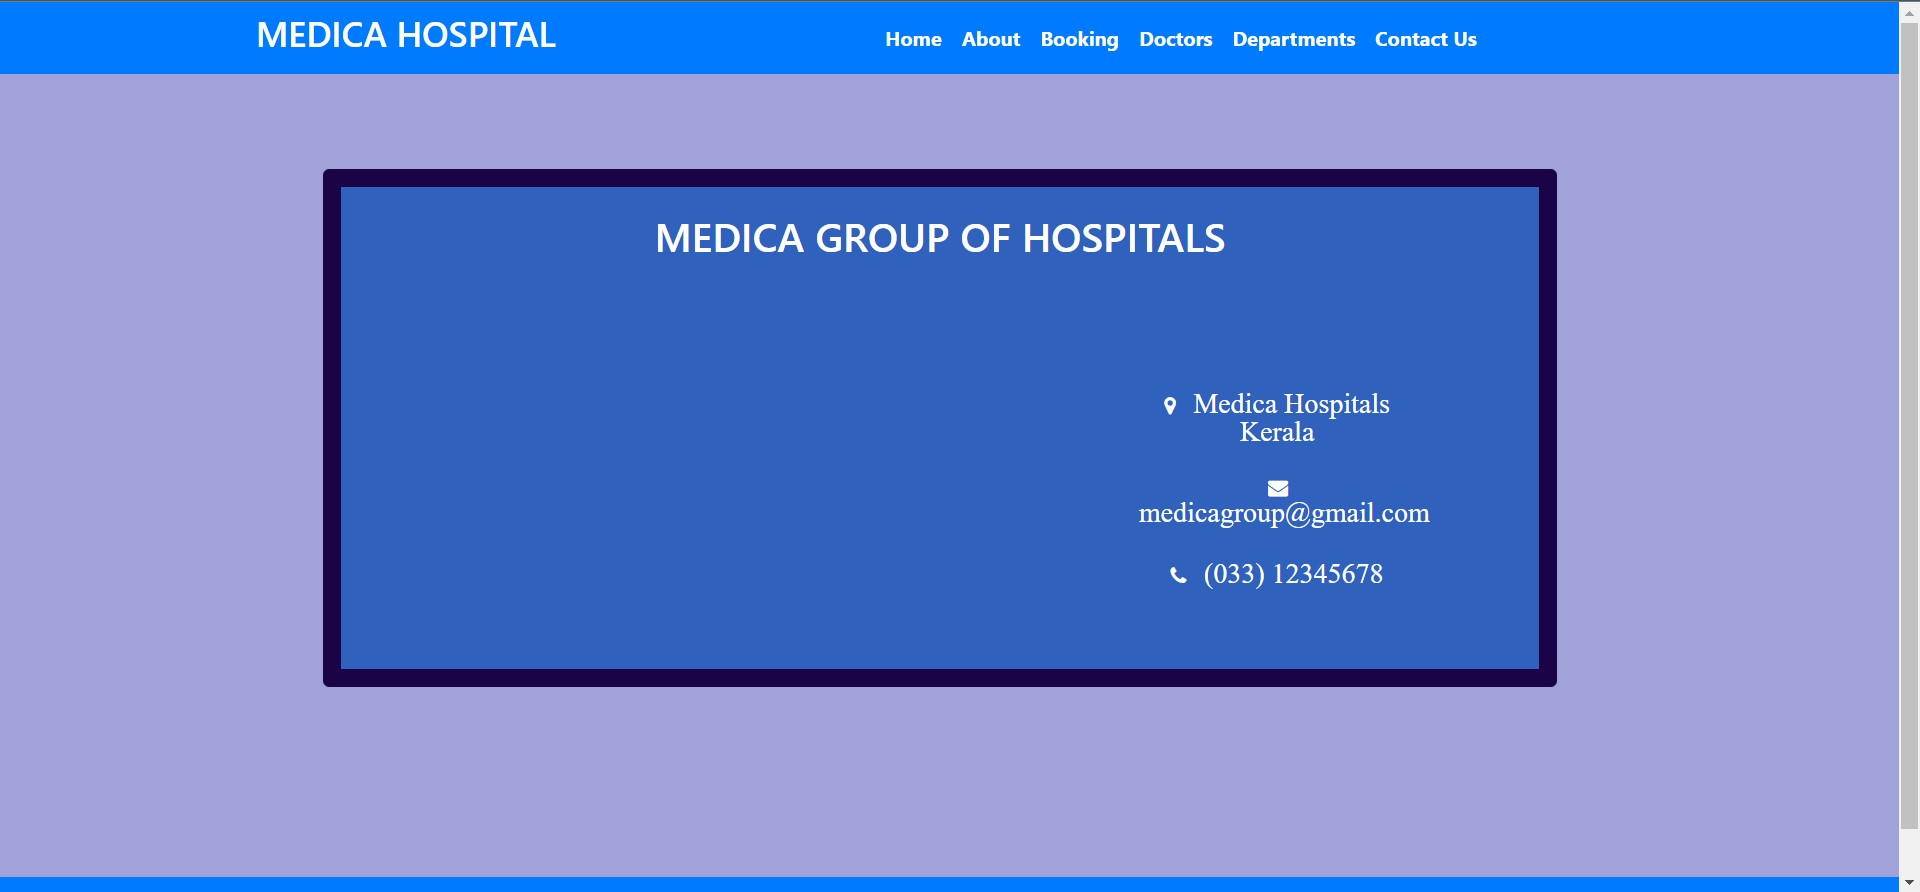 MEDICA HOSPITAL
Home About Booking Doctors Departments Contact Us
MEDICA GROUP OF HOSPITALS
Medica Hospitals
Kerala
medicagroup@gmail.com
(033) 12345678